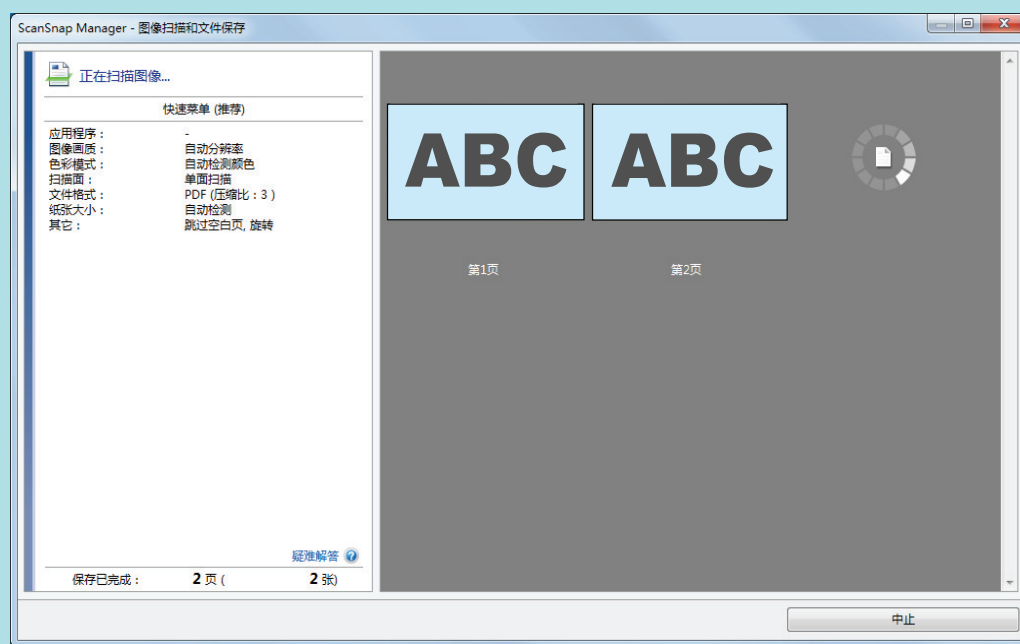 ScanSnap Manager - 图像扫描和文件保存
正在扫描图像...
快速菜单 (推荐)
应用程序： -
图像画质： 自动分辨率
色彩模式： 自动检测颜色
扫描面： 单面扫描
文件格式： PDF (压缩比：3 )
纸张大小： 自动检测
其它： 跳过空白页, 旋转
ABC ABC
第1页 第2页
疑难解答
保存已完成： 2 页 ( 2 张)
中止